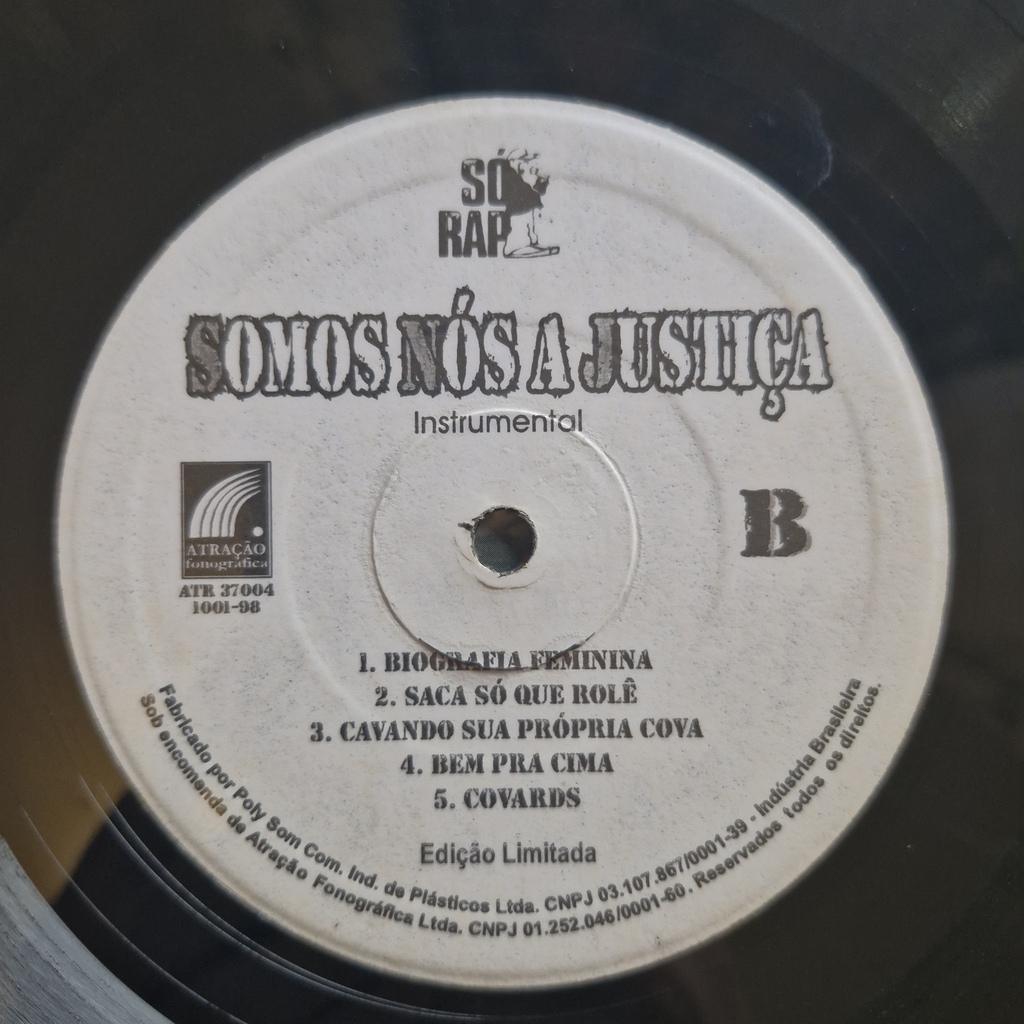 SÓ
RAP
SOMOS NÓS A JUSTIÇA
Instrumental
B
ATRAÇÃO
fonográfica
ATR 37004
1001-98
1. BIOGRAFIA FEMININA
2. SACA SÓ QUE ROLÊ
3. CAVANDO SUA PRÓPRIA COVA
4. BEM PRA CIMA
5. COVARDS
Edição Limitada
Fabricado por Poly Som Com. Ind. de Plásticos Ltda. CNPJ 03.107.867/0001-39 - Indústria Brasileira
Sob encomenda de Atração Fonográfica Ltda. CNPJ 01.252.046/0001-60. Reservados todos os direitos.